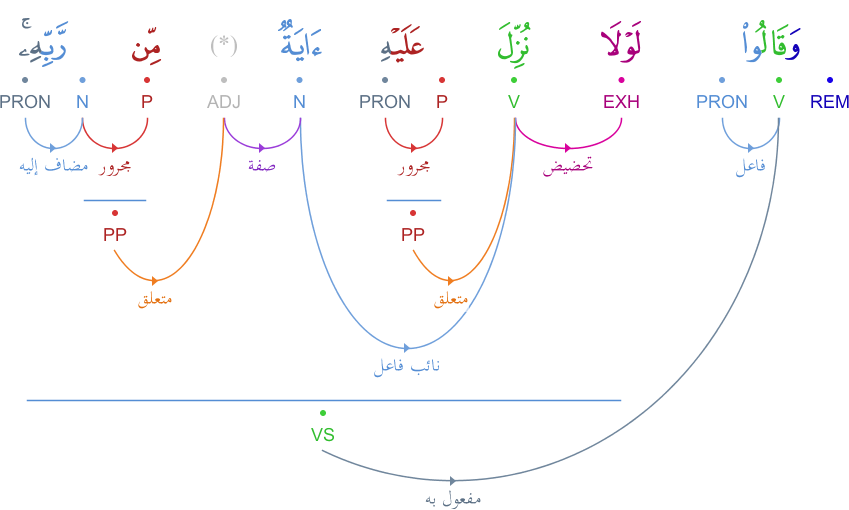 وَقَالُوا۟ لَوْلَا نُزِّلَ عَلَيْهِ ءَايَةٌۭ (*) مِّن رَّبِّهِۦ ۚ
REM V PRON EXH V P PRON N ADJ P N PRON
فاعل تحضيض مجرور صفة مجرور مضاف إليه
PP PP
متعلق متعلق
نائب فاعل
VS
مفعول به